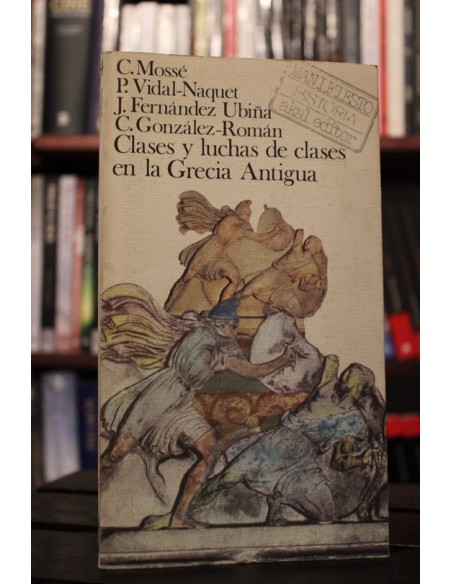 C. Mossé
P. Vidal-Naquet
J. Fernández Ubiña
C. González-Román
Clases y luchas de clases
en la Grecia Antigua
MANIFIESTO
HISTORIA
akal editor